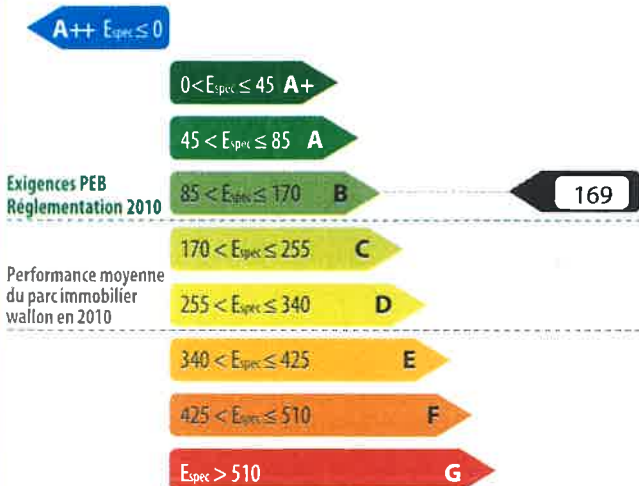 A++ Espec ≤ 0
0 < Espec ≤ 45 A+
45 < Espec ≤ 85 A
Exigences PEB
Réglementation 2010
85 < Espec ≤ 170 B
169
170 < Espec ≤ 255 C
Performance moyenne
du parc immobilier
wallon en 2010
255 < Espec ≤ 340 D
340 < Espec ≤ 425 E
425 < Espec ≤ 510 F
Espec > 510 G